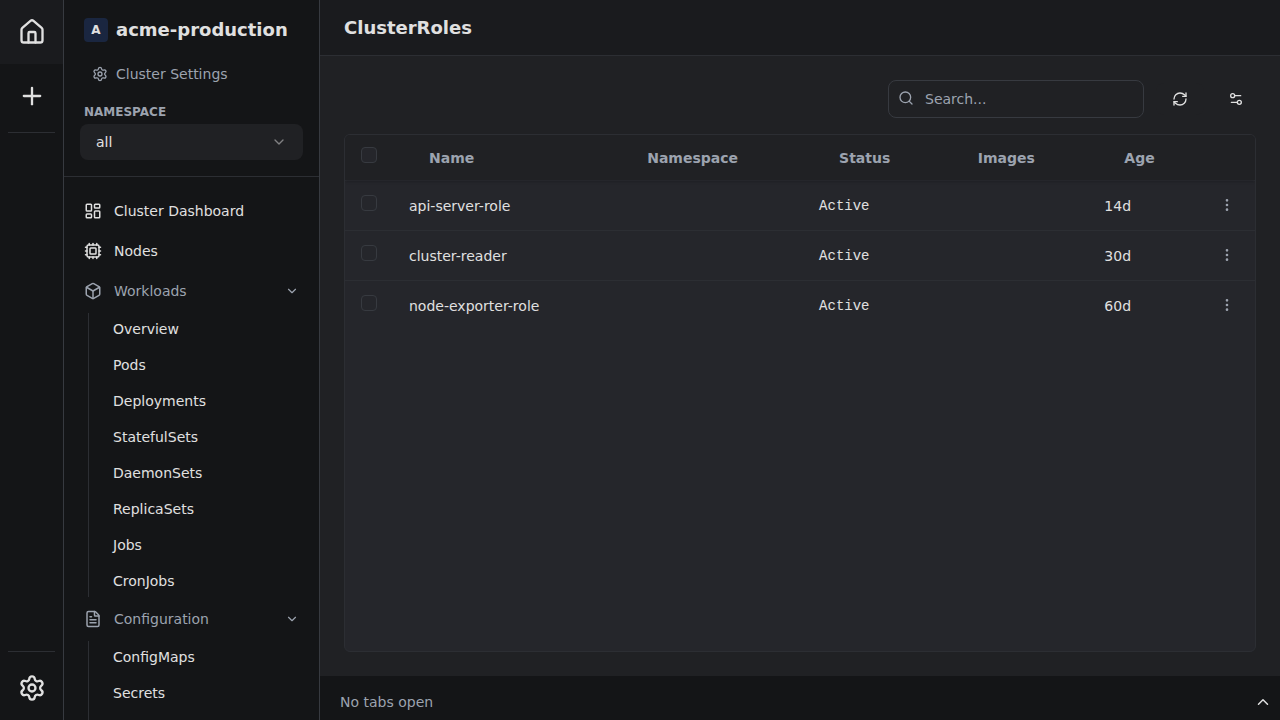 A acme-production
Cluster Settings
NAMESPACE
all
Cluster Dashboard
Nodes
Workloads
Overview
Pods
Deployments
StatefulSets
DaemonSets
ReplicaSets
Jobs
CronJobs
Configuration
ConfigMaps
Secrets
ClusterRoles
Search...
Name Namespace Status Images Age
api-server-role Active 14d
cluster-reader Active 30d
node-exporter-role Active 60d
No tabs open